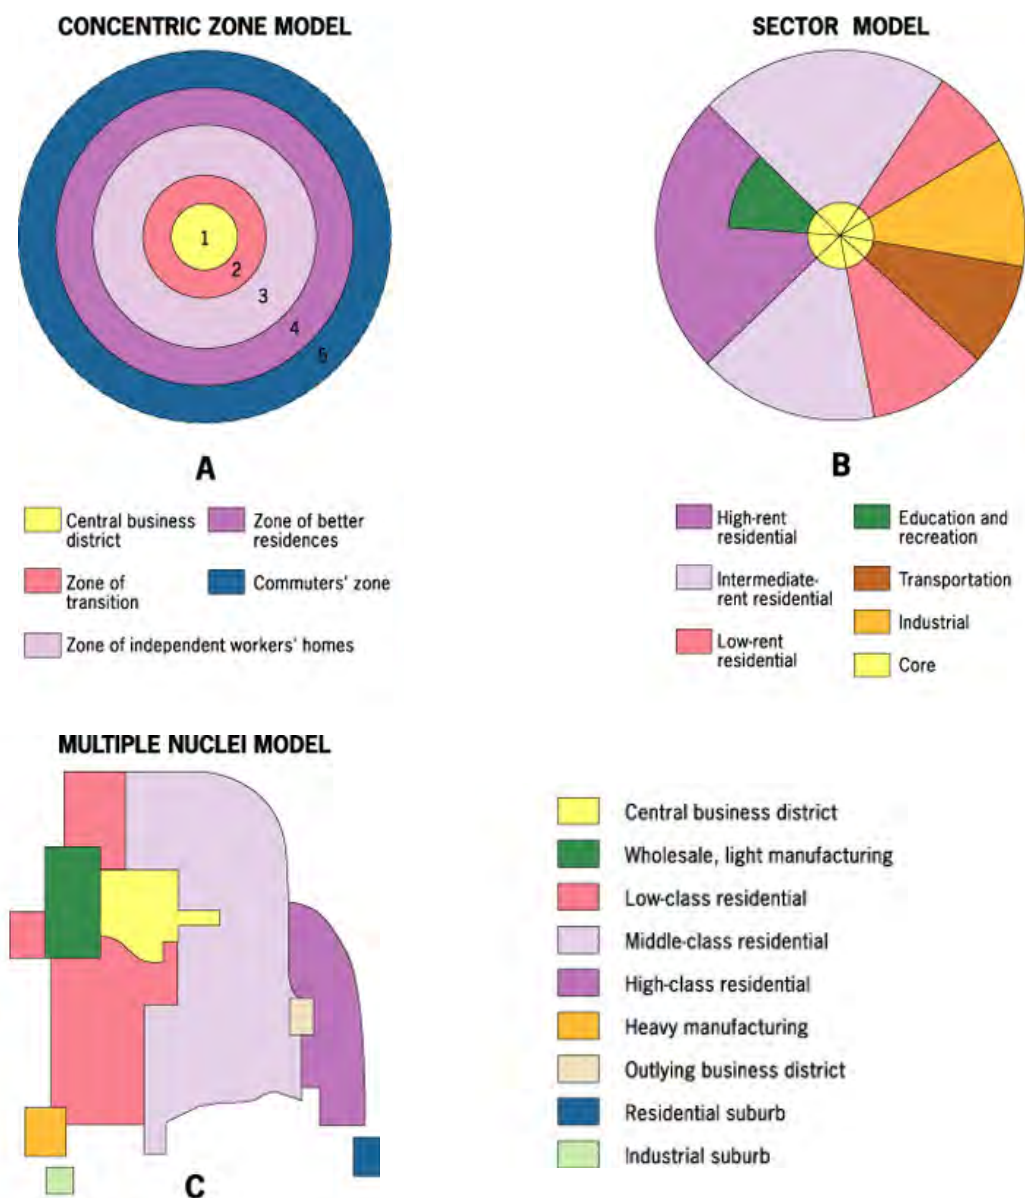 CONCENTRIC ZONE MODEL
1
2
3
4
5
A
Central business
district
Zone of better
residences
Zone of
transition
Commuters' zone
Zone of independent workers' homes
SECTOR MODEL
B
High-rent
residential
Education and
recreation
Intermediate-
rent residential
Transportation
Industrial
Low-rent
residential
Core
MULTIPLE NUCLEI MODEL
C
Central business district
Wholesale, light manufacturing
Low-class residential
Middle-class residential
High-class residential
Heavy manufacturing
Outlying business district
Residential suburb
Industrial suburb